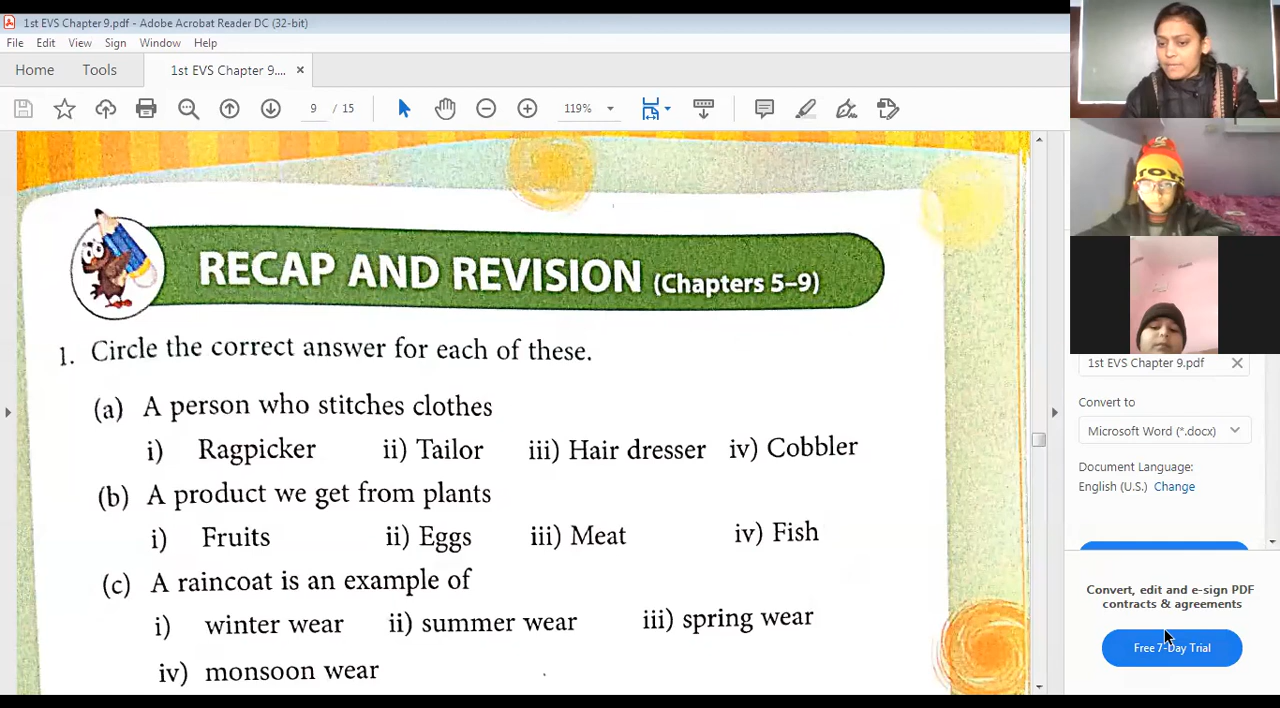 1st EVS Chapter 9.pdf - Adobe Acrobat Reader DC (32-bit)
File Edit View Sign Window Help
Home Tools 1st EVS Chapter 9.... ×
9 / 15 119%
RECAP AND REVISION (Chapters 5–9)
1. Circle the correct answer for each of these.
(a) A person who stitches clothes
i) Ragpicker ii) Tailor iii) Hair dresser iv) Cobbler
(b) A product we get from plants
i) Fruits ii) Eggs iii) Meat iv) Fish
(c) A raincoat is an example of
i) winter wear ii) summer wear iii) spring wear
iv) monsoon wear
1st EVS Chapter 9.pdf
Convert to
Microsoft Word (*.docx)
Document Language:
English (U.S.) Change
Convert, edit and e-sign PDF
contracts & agreements
Free 7-Day Trial